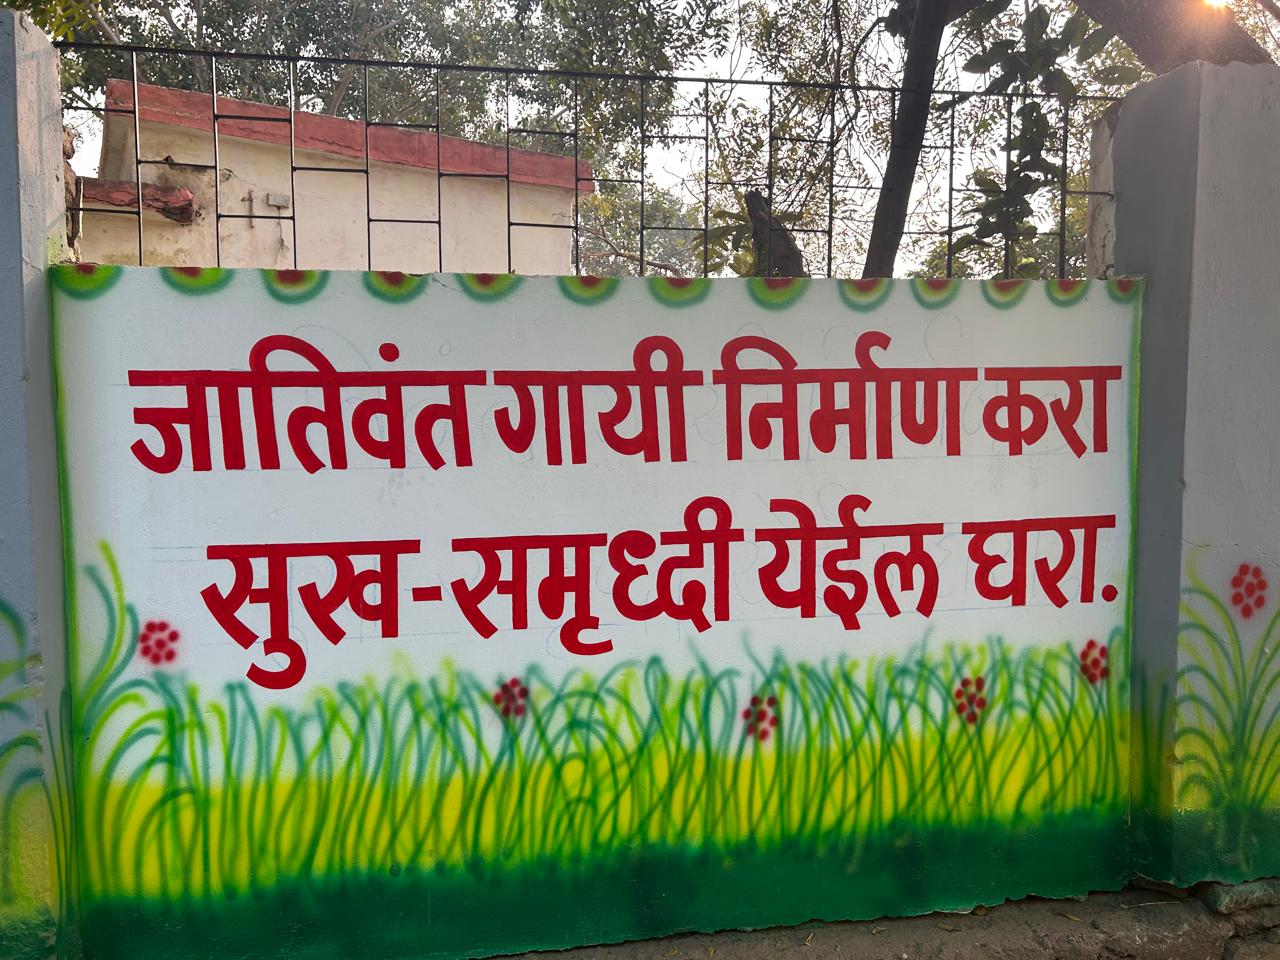 जातिवंत गायी निर्माण करा
सुख-समृध्दी येईल घरा.